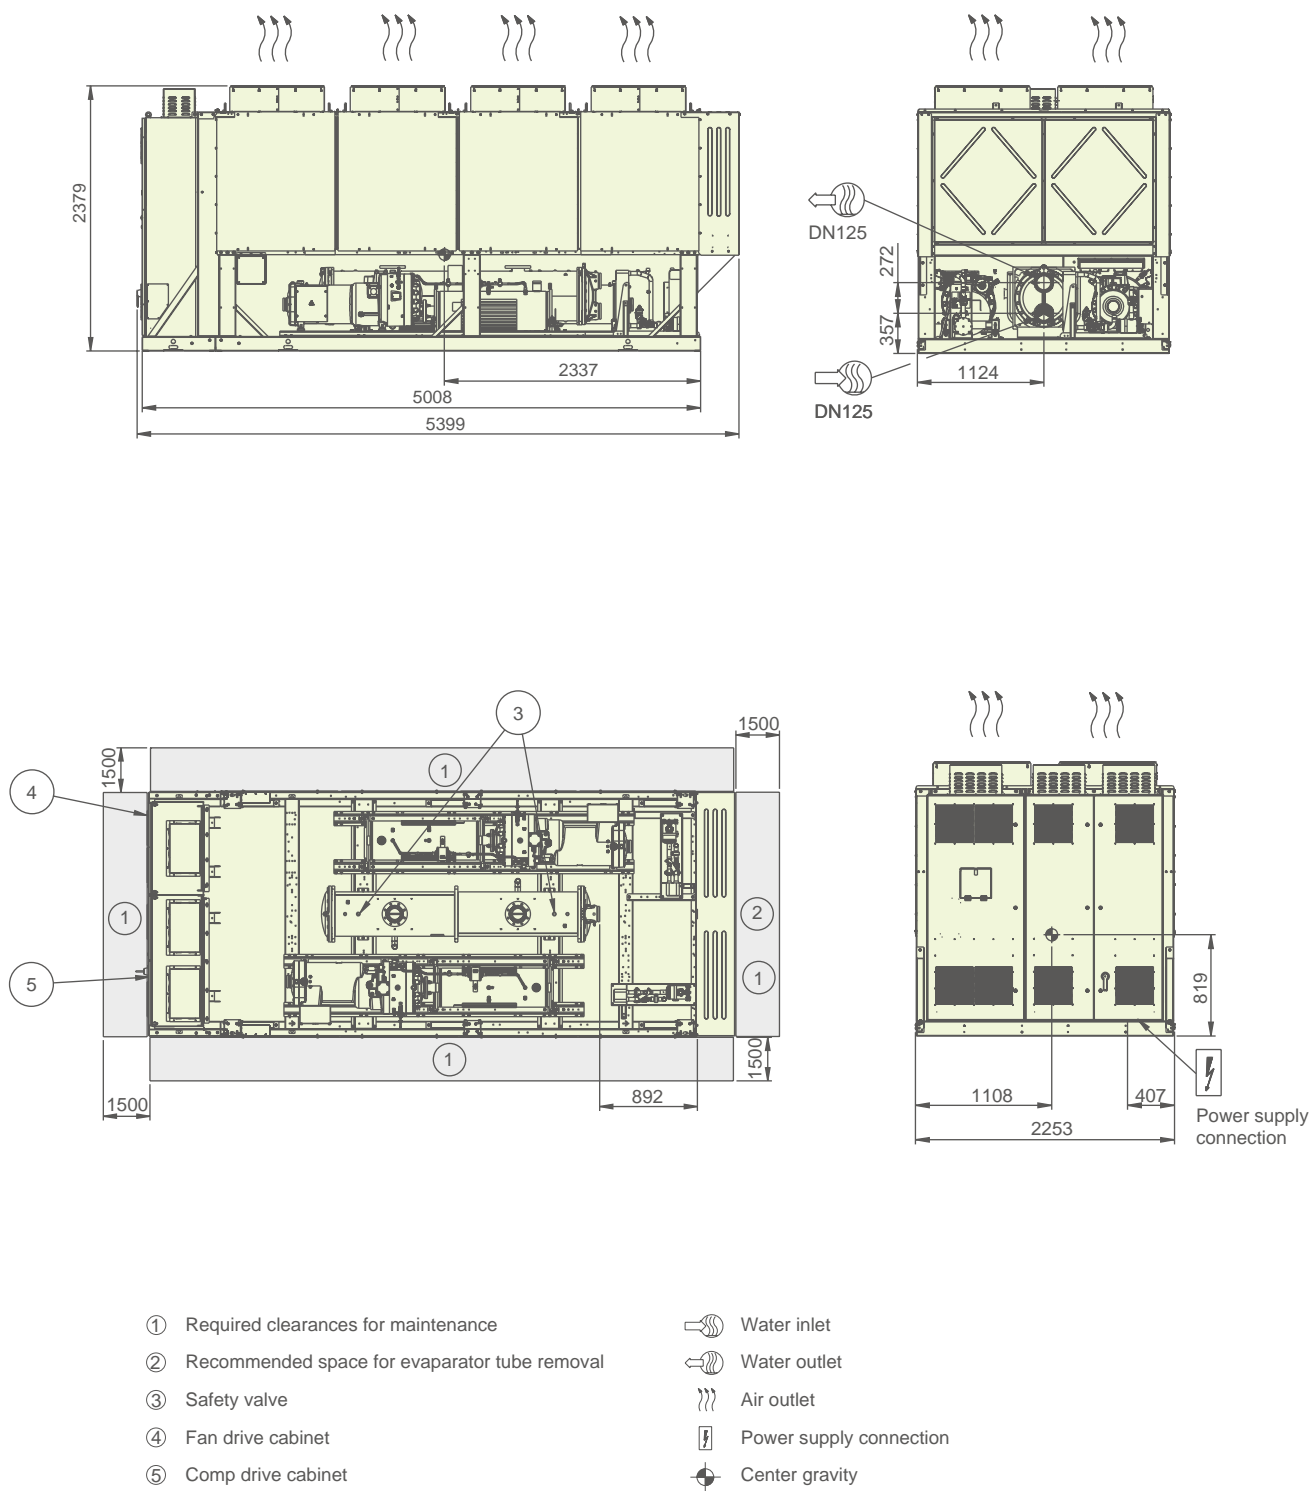 2379
DN125
272
357
2337
1124
5008
DN125
5399
3
1500
1500
1
4
1
2
5
1
819
1
1500
892
1108
407
1500
Power supply
2253
connection
1 Required clearances for maintenance
2 Recommended space for evaparator tube removal
3 Safety valve
4 Fan drive cabinet
5 Comp drive cabinet
Water inlet
Water outlet
Air outlet
Power supply connection
Center gravity